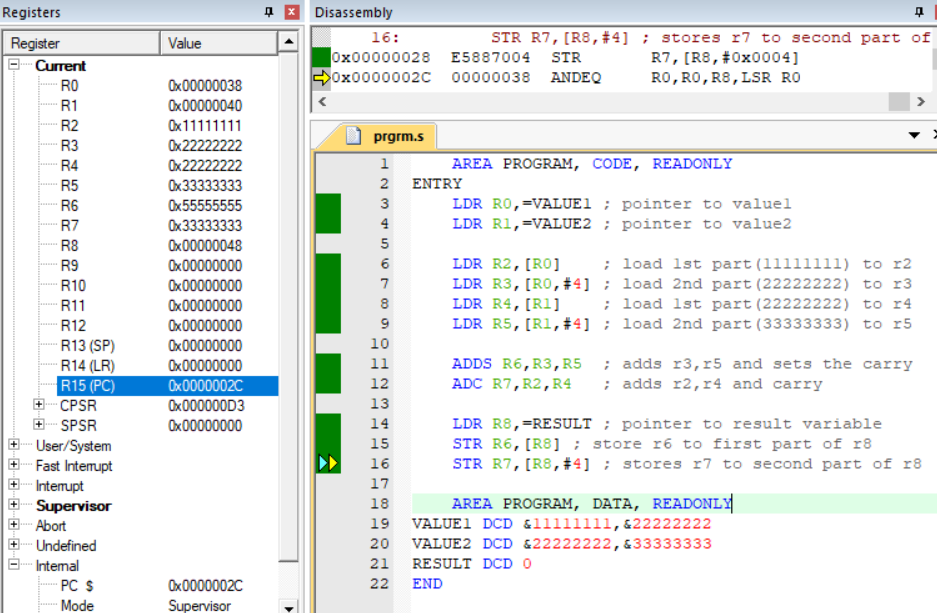 Registers
Register Value
Current
R0 0x00000038
R1 0x00000040
R2 0x11111111
R3 0x22222222
R4 0x22222222
R5 0x33333333
R6 0x55555555
R7 0x33333333
R8 0x00000048
R9 0x00000000
R10 0x00000000
R11 0x00000000
R12 0x00000000
R13 (SP) 0x00000000
R14 (LR) 0x00000000
R15 (PC) 0x0000002C
CPSR 0x000000D3
SPSR 0x00000000
User/System
Fast Interrupt
Interrupt
Supervisor
Abort
Undefined
Internal
PC $ 0x0000002C
Mode Supervisor
Disassembly
16: STR R7,[R8,#4] ; stores r7 to second part of
0x00000028 E5887004 STR R7,[R8,#0x0004]
0x0000002C 00000038 ANDEQ R0,R0,R8,LSR R0
prgrm.s
1 AREA PROGRAM, CODE, READONLY
2 ENTRY
3 LDR R0,=VALUE1 ; pointer to value1
4 LDR R1,=VALUE2 ; pointer to value2
5
6 LDR R2,[R0] ; load 1st part(11111111) to r2
7 LDR R3,[R0,#4] ; load 2nd part(22222222) to r3
8 LDR R4,[R1] ; load 1st part(22222222) to r4
9 LDR R5,[R1,#4] ; load 2nd part(33333333) to r5
10
11 ADDS R6,R3,R5 ; adds r3,r5 and sets the carry
12 ADC R7,R2,R4 ; adds r2,r4 and carry
13
14 LDR R8,=RESULT ; pointer to result variable
15 STR R6,[R8] ; store r6 to first part of r8
16 STR R7,[R8,#4] ; stores r7 to second part of r8
17
18 AREA PROGRAM, DATA, READONLY
19 VALUE1 DCD &11111111,&22222222
20 VALUE2 DCD &22222222,&33333333
21 RESULT DCD 0
22 END